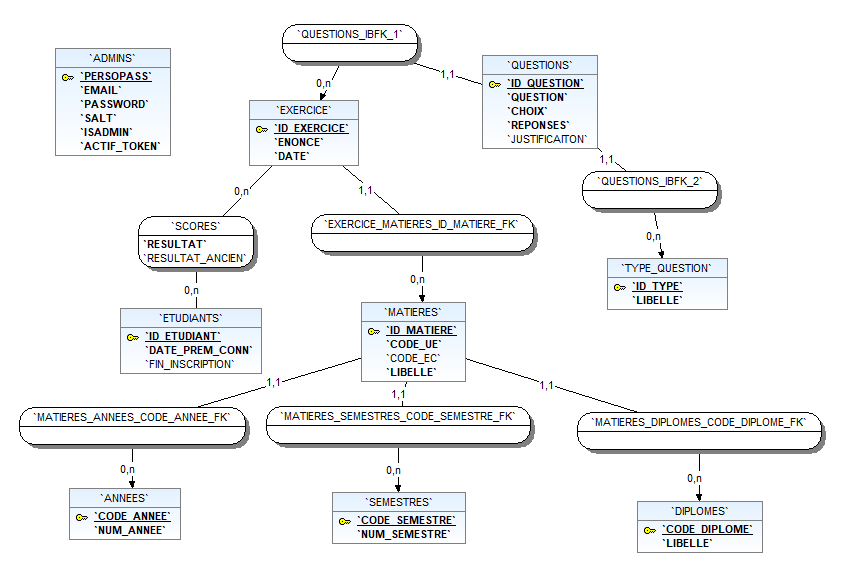 `QUESTIONS_IBFK_1`
`ADMINS`
`PERSOPASS`
`EMAIL`
`PASSWORD`
`SALT`
`ISADMIN`
`ACTIF_TOKEN`
0,n
1,1
`QUESTIONS`
`ID_QUESTION`
`QUESTION`
`CHOIX`
`REPONSES`
`JUSTIFICAITON`
`EXERCICE`
`ID_EXERCICE`
`ENONCE`
`DATE`
1,1
`QUESTIONS_IBFK_2`
0,n
1,1
`SCORES`
`RESULTAT`
`RESULTAT_ANCIEN`
`EXERCICE_MATIERES_ID_MATIERE_FK`
0,n
`TYPE_QUESTION`
`ID_TYPE`
`LIBELLE`
0,n
0,n
`ETUDIANTS`
`ID_ETUDIANT`
`DATE_PREM_CONN`
`FIN_INSCRIPTION`
`MATIERES`
`ID_MATIERE`
`CODE_UE`
`CODE_EC`
`LIBELLE`
1,1
1,1
1,1
`MATIERES_ANNEES_CODE_ANNEE_FK`
`MATIERES_SEMESTRES_CODE_SEMESTRE_FK`
`MATIERES_DIPLOMES_CODE_DIPLOME_FK`
0,n
0,n
0,n
`ANNEES`
`CODE_ANNEE`
`NUM_ANNEE`
`SEMESTRES`
`CODE_SEMESTRE`
`NUM_SEMESTRE`
`DIPLOMES`
`CODE_DIPLOME`
`LIBELLE`